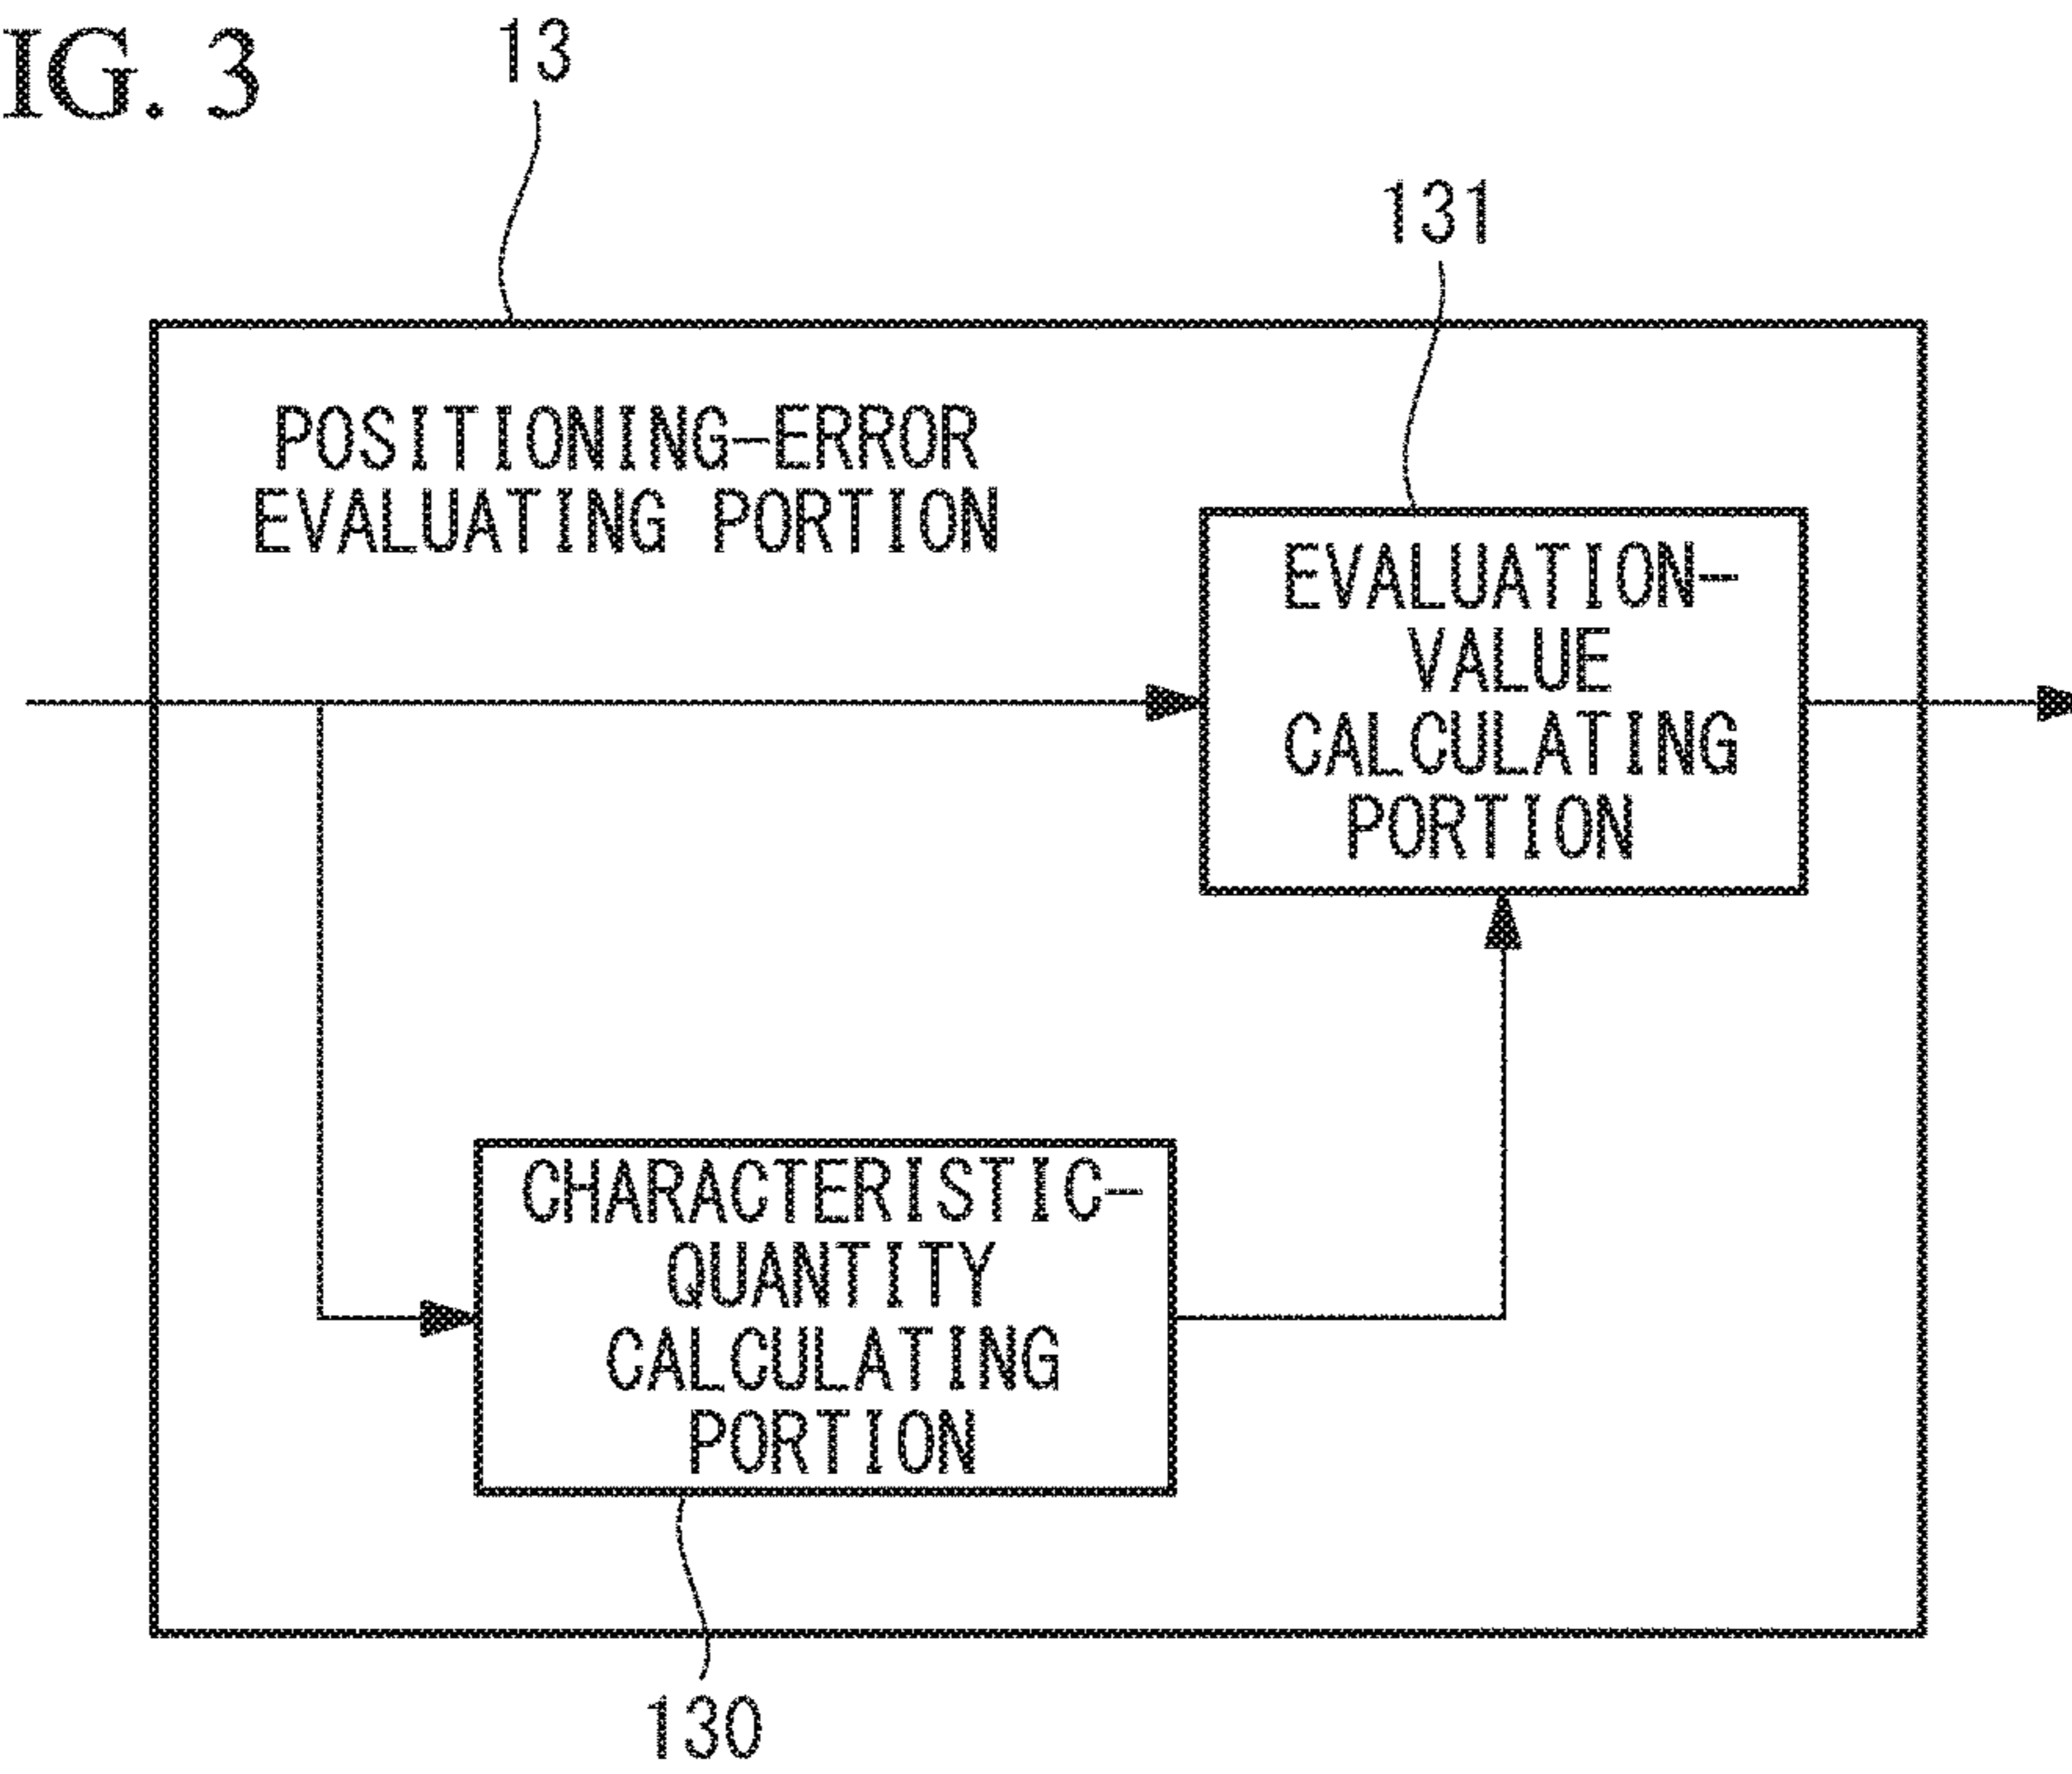 IG. 3
13
131
POSITIONING-ERROR
EVALUATING PORTION
EVALUATION-
VALUE
CALCULATING
PORTION
CHARACTERISTIC-
QUANTITY
CALCULATING
PORTION
130